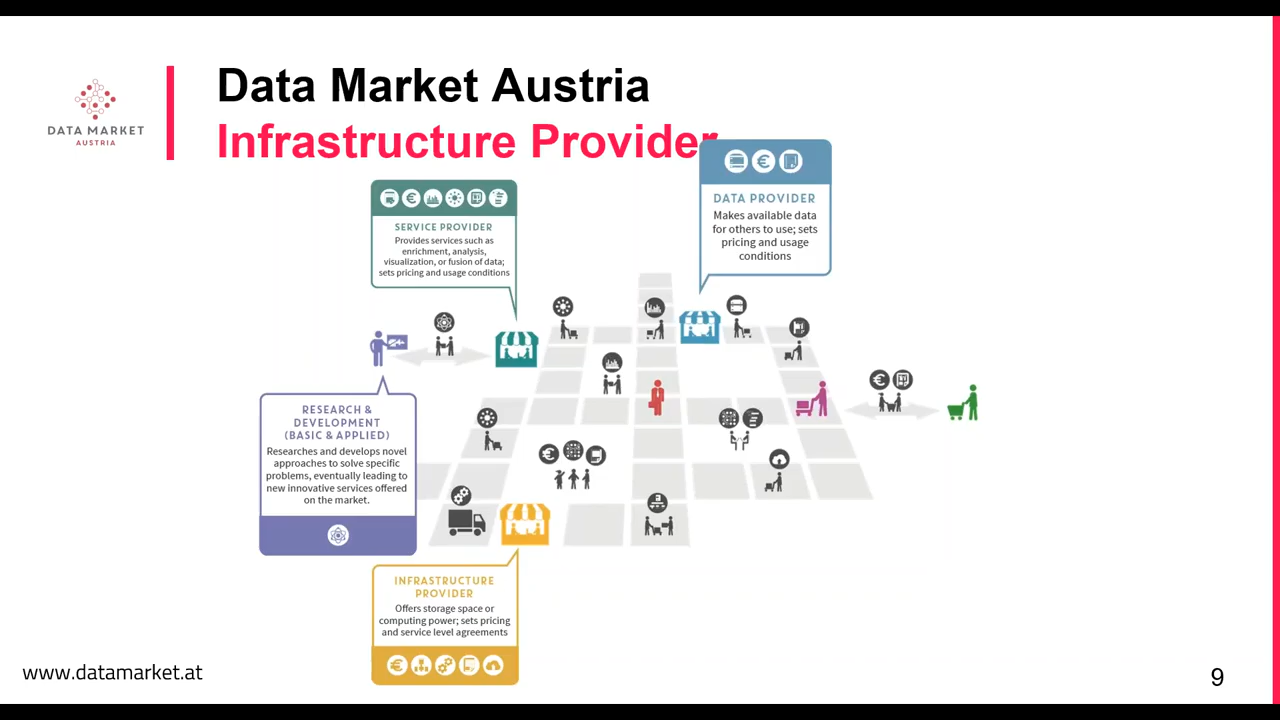 Data Market Austria
Infrastructure Provider
DATA MARKET
AUSTRIA
DATA PROVIDER
Makes available data
for others to use; sets
pricing and usage
conditions
SERVICE PROVIDER
Provides services such as
enrichment, analysis,
visualization, or fusion of data;
sets pricing and usage conditions
RESEARCH &
DEVELOPMENT
(BASIC & APPLIED)
Researches and develops novel
approaches to solve specific
problems, eventually leading to
new innovative services offered
on the market.
INFRASTRUCTURE
PROVIDER
Offers storage space or
computing power; sets pricing
and service level agreements
www.datamarket.at
9